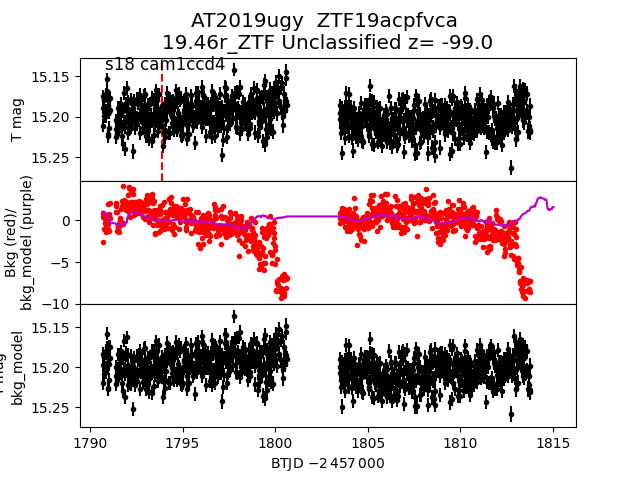 AT2019ugy ZTF19acpfvca
19.46r_ZTF Unclassified z= -99.0
s18 cam1ccd4
15.15
15.20
15.25
T mag
0
−5
−10
Bkg (red)/
bkg_model (purple)
15.15
15.20
15.25
bkg_model
1790
1795
1800
1805
1810
1815
BTJD −2 457 000